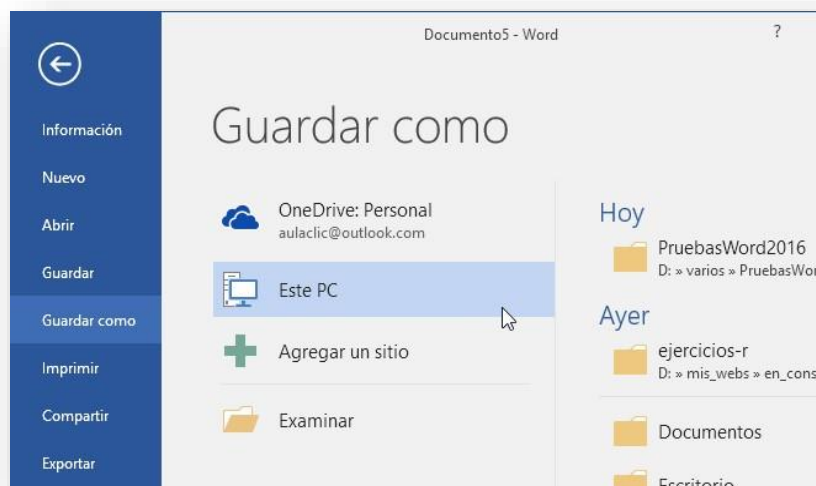 Documento5 - Word
?
Información
Nuevo
Abrir
Guardar
Guardar como
Imprimir
Compartir
Exportar
Guardar como
OneDrive: Personal
aulaclic@outlook.com
Este PC
Agregar un sitio
Examinar
Hoy
PruebasWord2016
D: » varios » PruebasWor
Ayer
ejercicios-r
D: » mis_webs » en_cons
Documentos
Escritorio